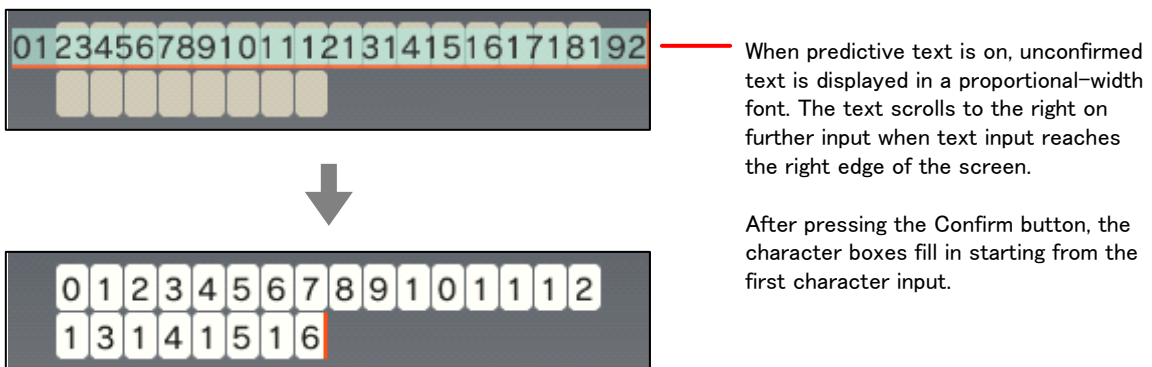 0123456789101112131415161718192
When predictive text is on, unconfirmed
text is displayed in a proportional-width
font. The text scrolls to the right on
further input when text input reaches
the right edge of the screen.
After pressing the Confirm button, the
character boxes fill in starting from the
first character input.
0123456789101112
13141516